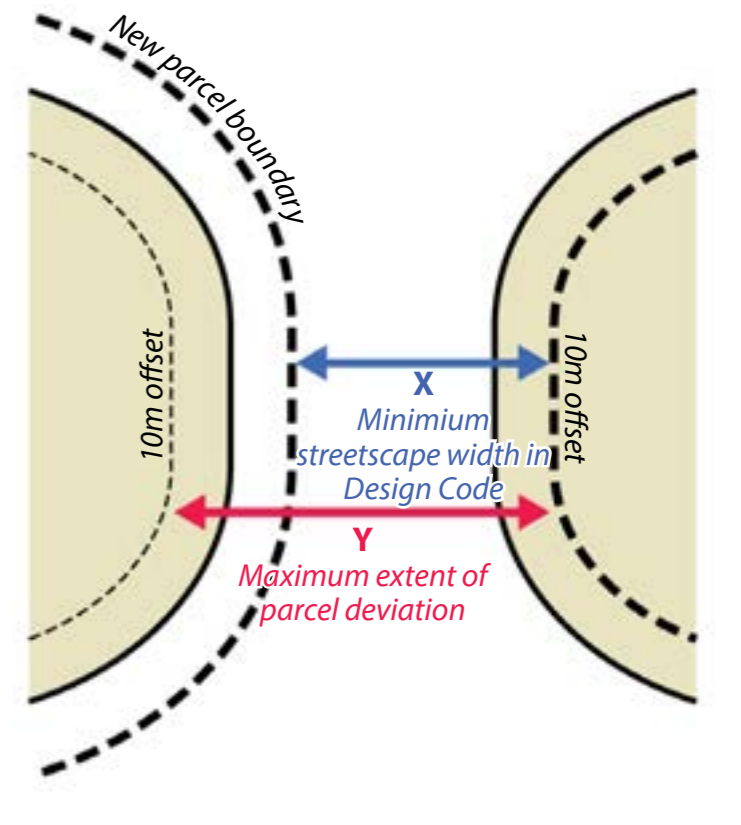 New parcel boundary
10m offset
10m offset
X
Minimium
streetscape width in
Design Code
Y
Maximum extent of
parcel deviation